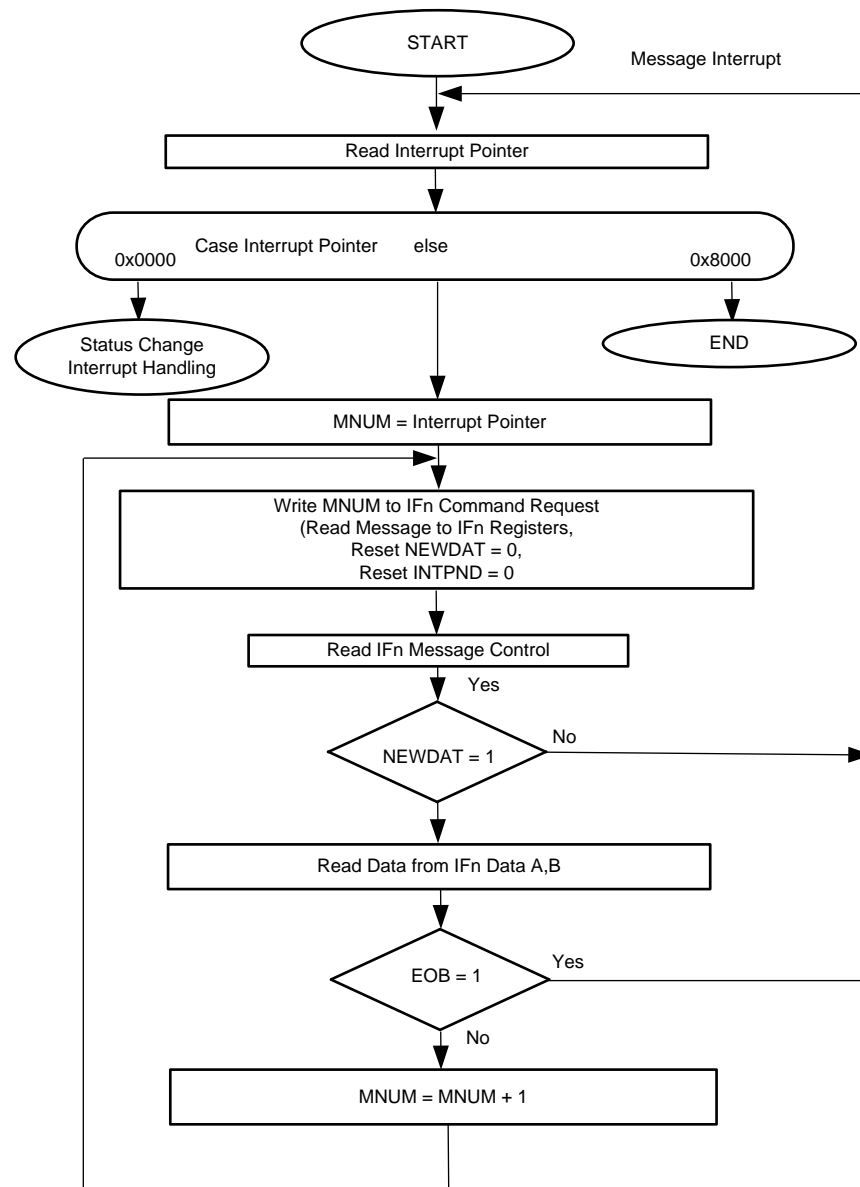 START
Message Interrupt
Read Interrupt Pointer
Case Interrupt Pointer else
0x0000 0x8000
Status Change
Interrupt Handling
END
MNUM = Interrupt Pointer
Write MNUM to IFn Command Request
(Read Message to IFn Registers,
Reset NEWDAT = 0,
Reset INTPND = 0
Read IFn Message Control
Yes
No
NEWDAT = 1
Read Data from IFn Data A,B
Yes
EOB = 1
No
MNUM = MNUM + 1